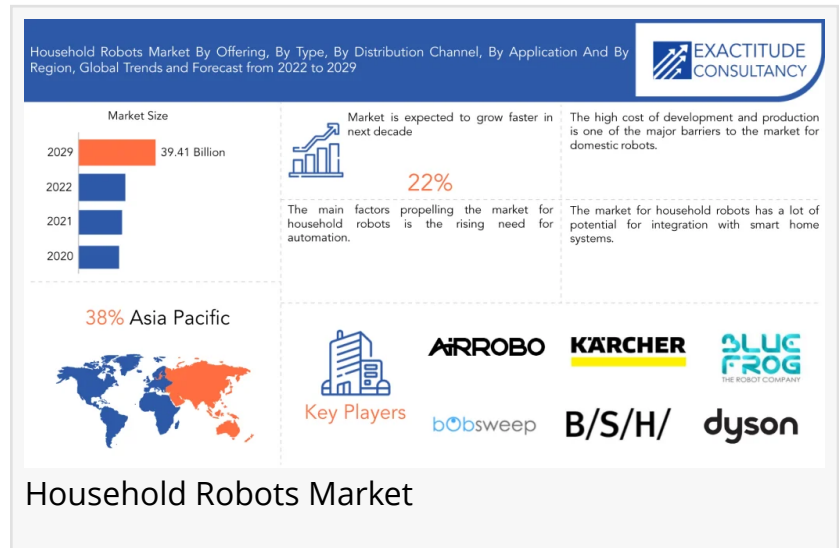 Household Robots Market By Offering, By Type, By Distribution Channel, By Application And By
Region, Global Trends and Forecast from 2022 to 2029
EXACTITUDE
CONSULTANCY
Market Size
2029
39.41 Billion
2022
2021
2020
Market is expected to grow faster in
next decade
22%
The high cost of development and production
is one of the major barriers to the market for
domestic robots.
The main factors propelling the market for
household robots is the rising need for
automation.
The market for household robots has a lot of
potential for integration with smart home
systems.
38% Asia Pacific
Key Players
AiRROBO
KÄRCHER
BLUE
FROG
THE ROBOT COMPANY
bObsweep
B/S/H/
dyson
Household Robots Market